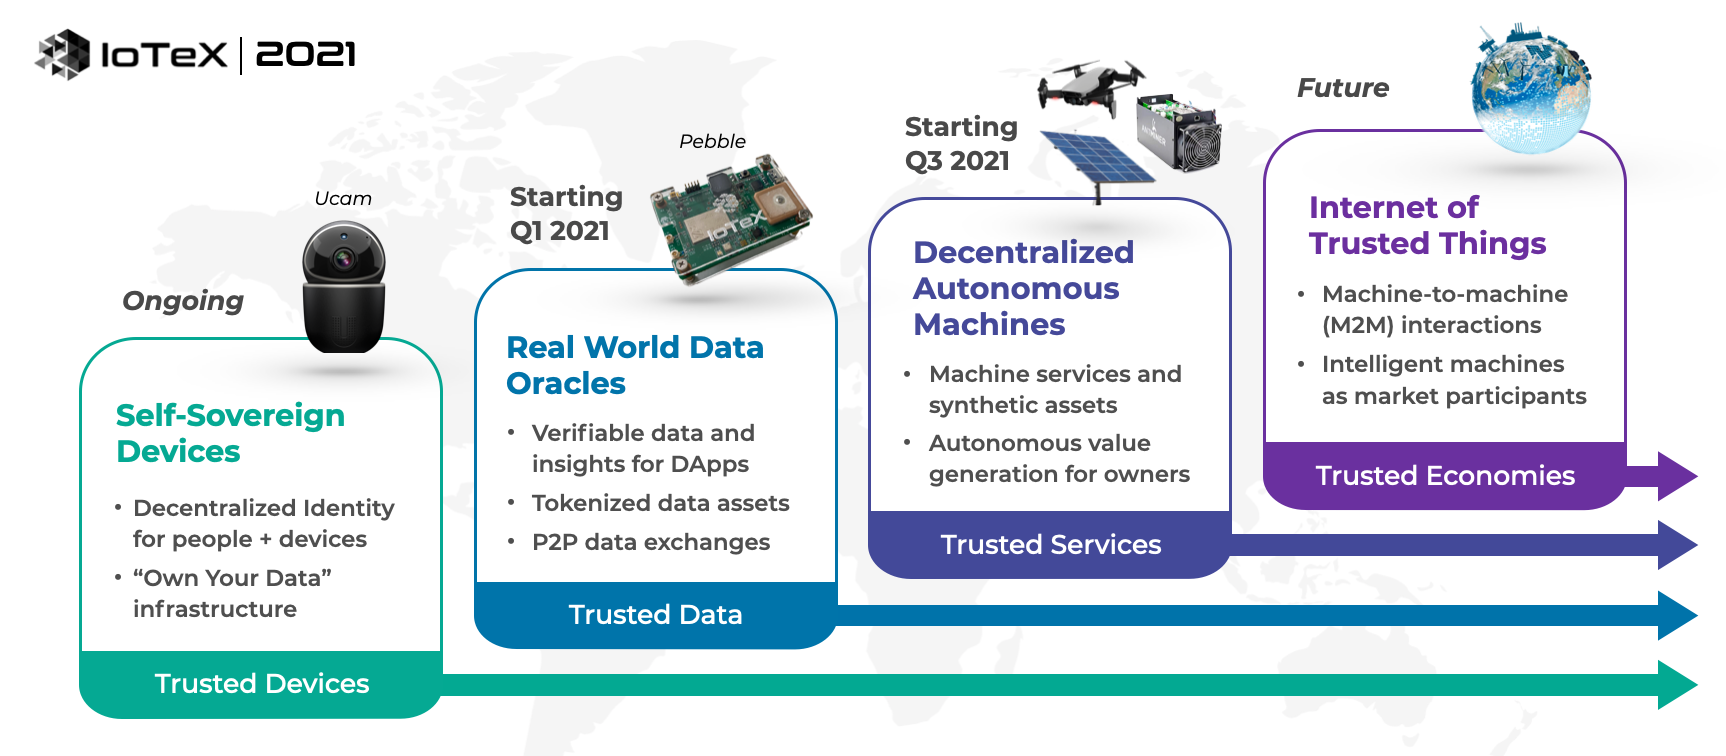 IoTeX | 2021
Ongoing
Ucam
Self-Sovereign
Devices
• Decentralized Identity
for people + devices
• “Own Your Data”
infrastructure
Trusted Devices
Starting
Q1 2021
Pebble
IoTeX
Real World Data
Oracles
• Verifiable data and
insights for DApps
• Tokenized data assets
• P2P data exchanges
Trusted Data
Starting
Q3 2021
ANTMINER
Decentralized
Autonomous
Machines
• Machine services and
synthetic assets
• Autonomous value
generation for owners
Trusted Services
Future
Internet of
Trusted Things
• Machine-to-machine
(M2M) interactions
• Intelligent machines
as market participants
Trusted Economies